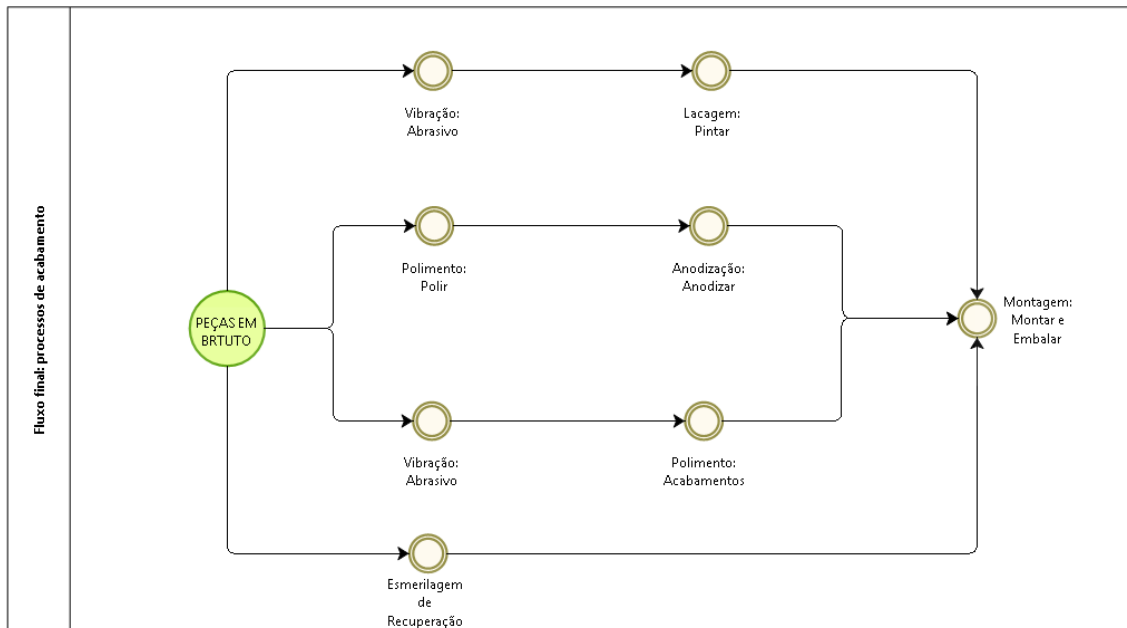 Fluxo final: processos de acabamento
Vibração:
Abrasivo
Lacagem:
Pintar
Polimento:
Polir
Anodização:
Anodizar
PEÇAS EM
BRTUTO
Montagem:
Montar e
Embalar
Vibração:
Abrasivo
Polimento:
Acabamentos
Esmerilagem
de
Recuperação